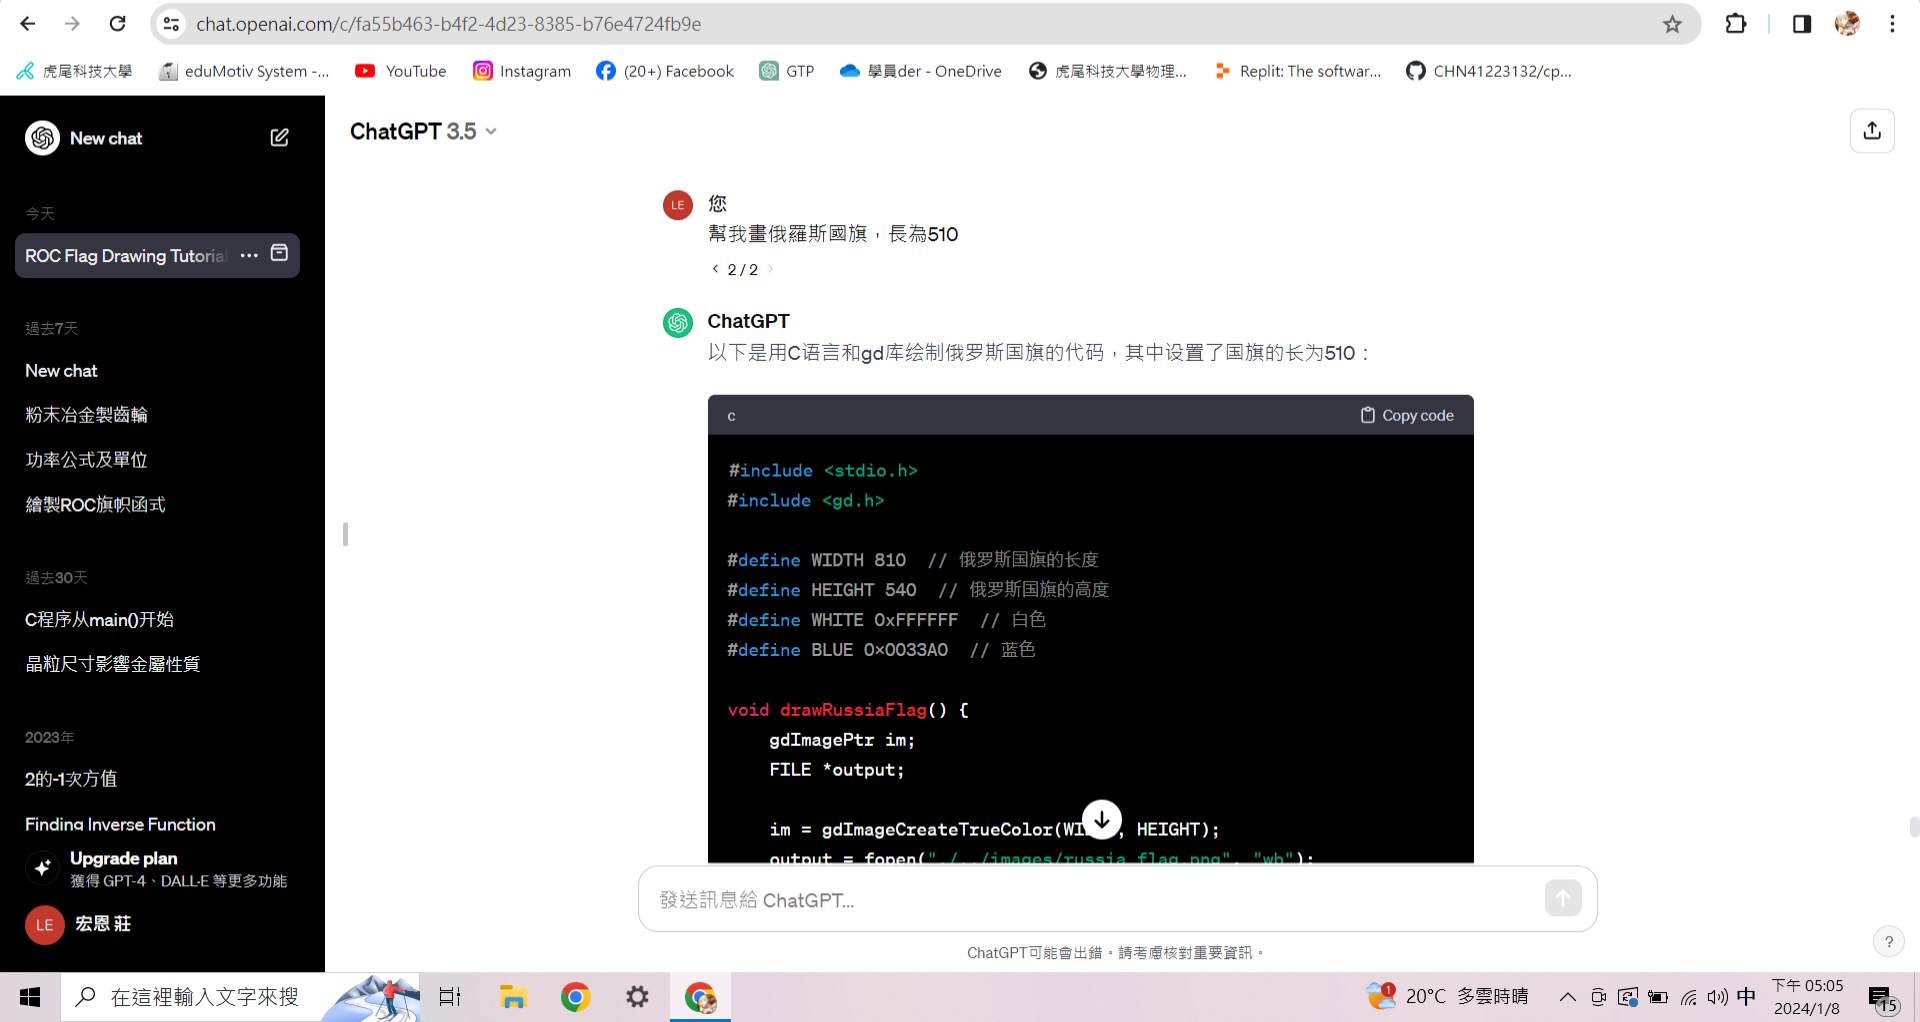 chat.openai.com/c/fa55b463-b4f2-4d23-8385-b76e4724fb9e
虎尾科技大學
eduMotiv System -...
YouTube
Instagram
(20+) Facebook
GTP
學員der - OneDrive
虎尾科技大學物理...
Replit: The softwar...
CHN41223132/cp...
New chat
今天
ROC Flag Drawing Tutorial
過去7天
New chat
粉末冶金製齒輪
功率公式及單位
繪製ROC旗帜函式
過去30天
C程序从main()开始
晶粒尺寸影響金屬性質
2023年
2的-1次方值
Finding Inverse Function
Upgrade plan
獲得 GPT-4、DALL·E 等更多功能
LE
宏恩 莊
ChatGPT 3.5
LE
您
幫我畫俄羅斯國旗，長為510
2 / 2
ChatGPT
以下是用C语言和gd库绘制俄罗斯国旗的代码，其中设置了国旗的长为510：
c
Copy code
#include <stdio.h>
#include <gd.h>
#define WIDTH 810  // 俄罗斯国旗的长度
#define HEIGHT 540  // 俄罗斯国旗的高度
#define WHITE 0xFFFFFF  // 白色
#define BLUE 0x0033A0  // 蓝色
void drawRussiaFlag() {
gdImagePtr im;
FILE *output;
im = gdImageCreateTrueColor(WI , HEIGHT);
output = fopen("./../images/russia_flag.png", "wb");
發送訊息給 ChatGPT...
ChatGPT可能會出錯。請考慮核對重要資訊。
?
在這裡輸入文字來搜
1
20°C 多雲時晴
中
下午 05:05
2024/1/8
15